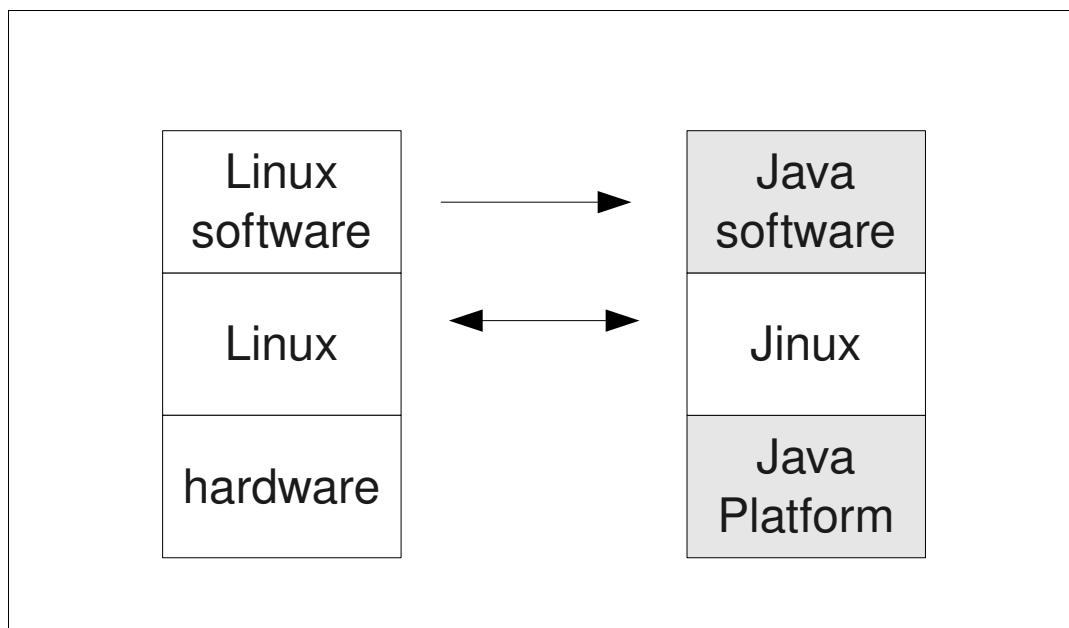 Linux
software
Linux
hardware
Java
software
Jinux
Java
Platform